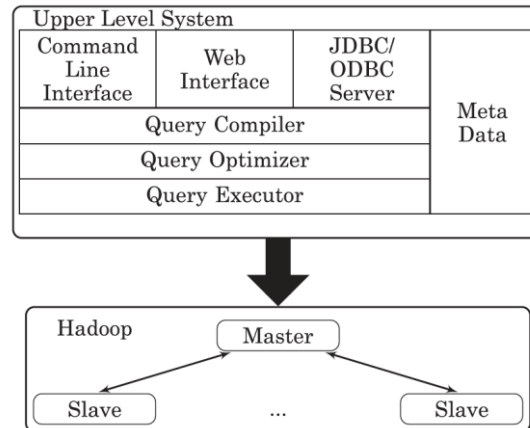 Upper Level System
Command
Line
Interface
Web
Interface
JDBC/
ODBC
Server
Meta
Data
Query Compiler
Query Optimizer
Query Executor
Hadoop
Master
Slave
...
Slave